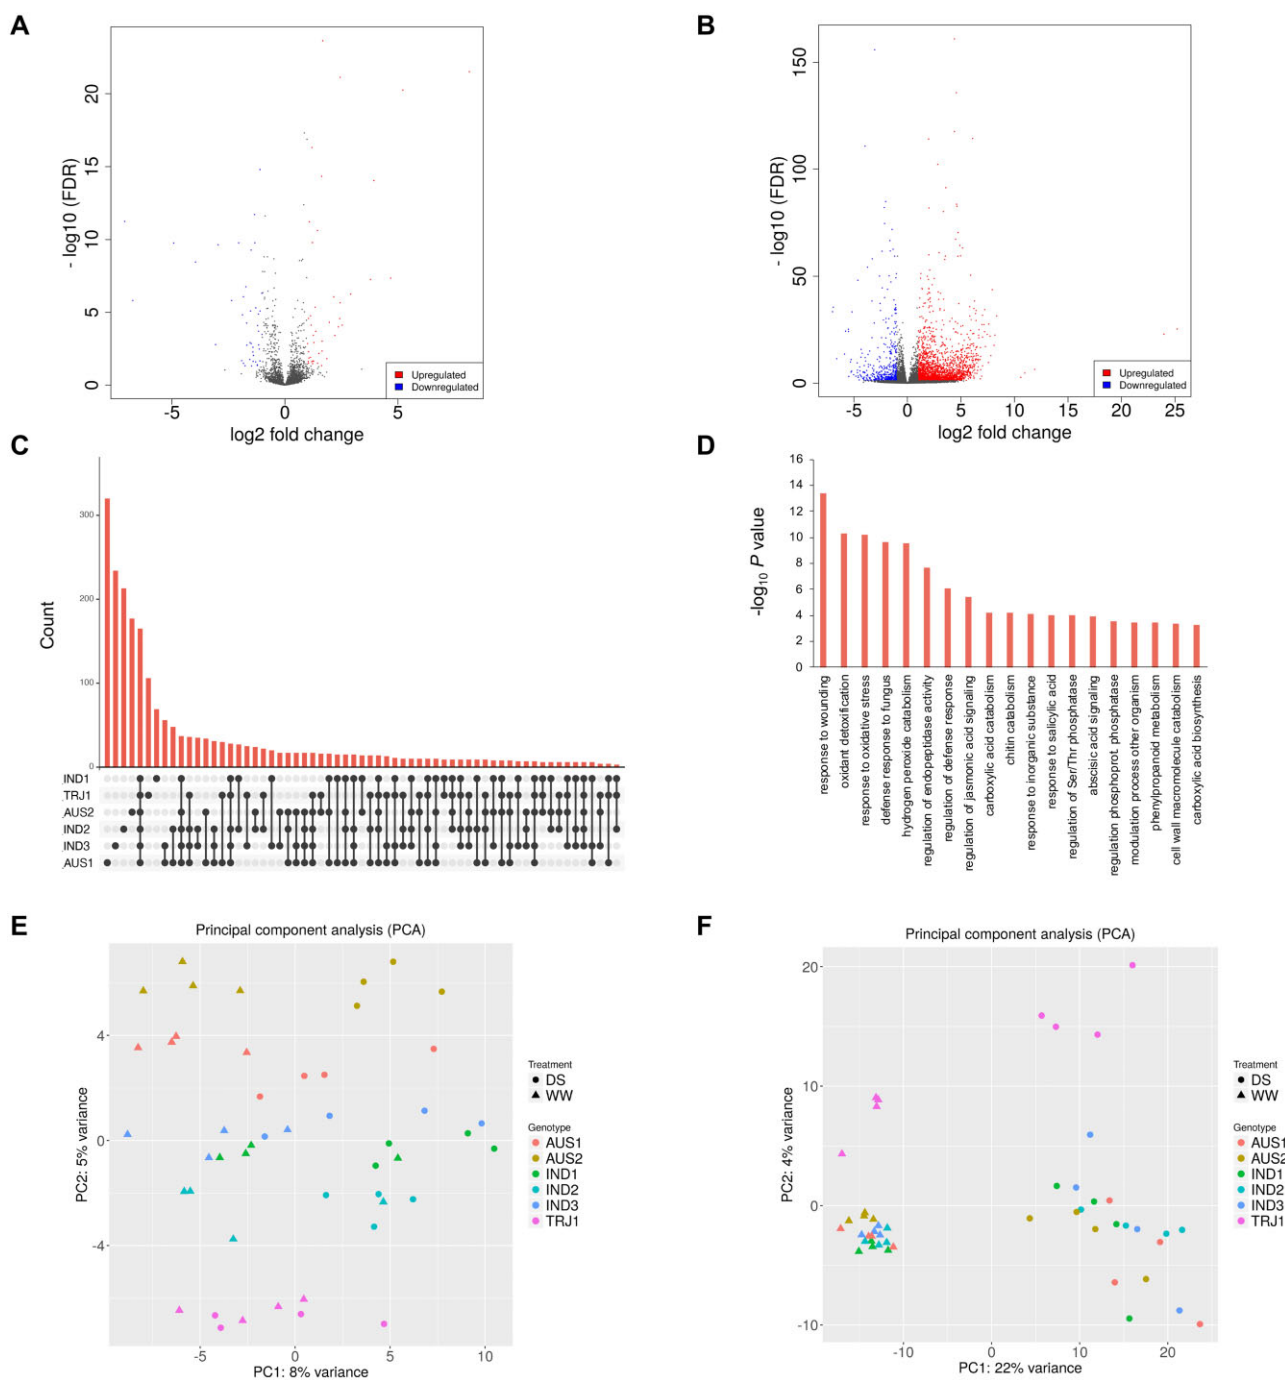 A
- log10 (FDR)
20
15
10
5
0
-5
0
5
log2 fold change
Upregulated
Downregulated
B
- log10 (FDR)
150
100
50
0
-5
0
5
10
15
20
25
log2 fold change
Upregulated
Downregulated
C
Count
300
200
100
0
IND1
TRJ1
AUS2
IND2
IND3
AUS1
D
-log10 P value
16
14
12
10
8
6
4
2
0
response to wounding
oxidant detoxification
response to oxidative stress
defense response to fungus
hydrogen peroxide catabolism
regulation of endopeptidase activity
regulation of defense response
regulation of jasmonic acid signaling
carboxylic acid catabolism
chitin catabolism
response to inorganic substance
response to salicylic acid
regulation of Ser/Thr phosphatase
abscisic acid signaling
regulation phosphoprot. phosphatase
modulation process other organism
phenylpropanoid metabolism
cell wall macromolecule catabolism
carboxylic acid biosynthesis
E
Principal component analysis (PCA)
PC2: 5% variance
4
0
-4
-5
0
5
10
PC1: 8% variance
Treatment
DS
WW
Genotype
AUS1
AUS2
IND1
IND2
IND3
TRJ1
F
Principal component analysis (PCA)
PC2: 4% variance
20
10
0
-10
-10
0
10
20
PC1: 22% variance
Treatment
DS
WW
Genotype
AUS1
AUS2
IND1
IND2
IND3
TRJ1